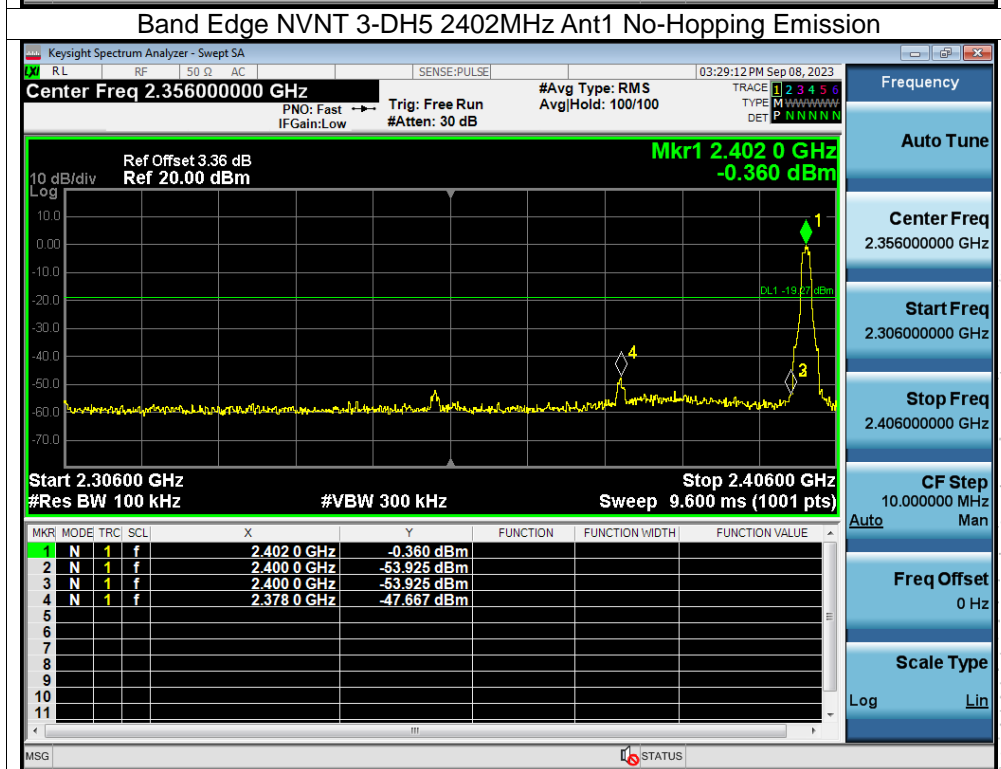 Band Edge NVNT 3-DH5 2402MHz Ant1 No-Hopping Emission
Keysight Spectrum Analyzer - Swept SA
LXI RL RF 50 Ω AC SENSE:PULSE 03:29:12 PM Sep 08, 2023
Center Freq 2.356000000 GHz #Avg Type: RMS TRACE 1 2 3 4 5 6
PNO: Fast Trig: Free Run Avg|Hold: 100/100 TYPE M WWWWW
IFGain:Low #Atten: 30 dB DET P N N N N N
Frequency
Auto Tune
Ref Offset 3.36 dB Mkr1 2.402 0 GHz
10 dB/div Ref 20.00 dBm -0.360 dBm
Log
10.0
0.00
-10.0
-20.0
-30.0
-40.0
-50.0
-60.0
-70.0
1
DL1 -19.27 dBm
4
3
Start 2.30600 GHz Stop 2.40600 GHz
#Res BW 100 kHz #VBW 300 kHz Sweep 9.600 ms (1001 pts)
MKR MODE TRC SCL X Y FUNCTION FUNCTION WIDTH FUNCTION VALUE
1 N 1 f 2.402 0 GHz -0.360 dBm
2 N 1 f 2.400 0 GHz -53.925 dBm
3 N 1 f 2.400 0 GHz -53.925 dBm
4 N 1 f 2.378 0 GHz -47.667 dBm
5
6
7
8
9
10
11
Center Freq
2.356000000 GHz
Start Freq
2.306000000 GHz
Stop Freq
2.406000000 GHz
CF Step
10.000000 MHz
Auto Man
Freq Offset
0 Hz
Scale Type
Log Lin
MSG STATUS